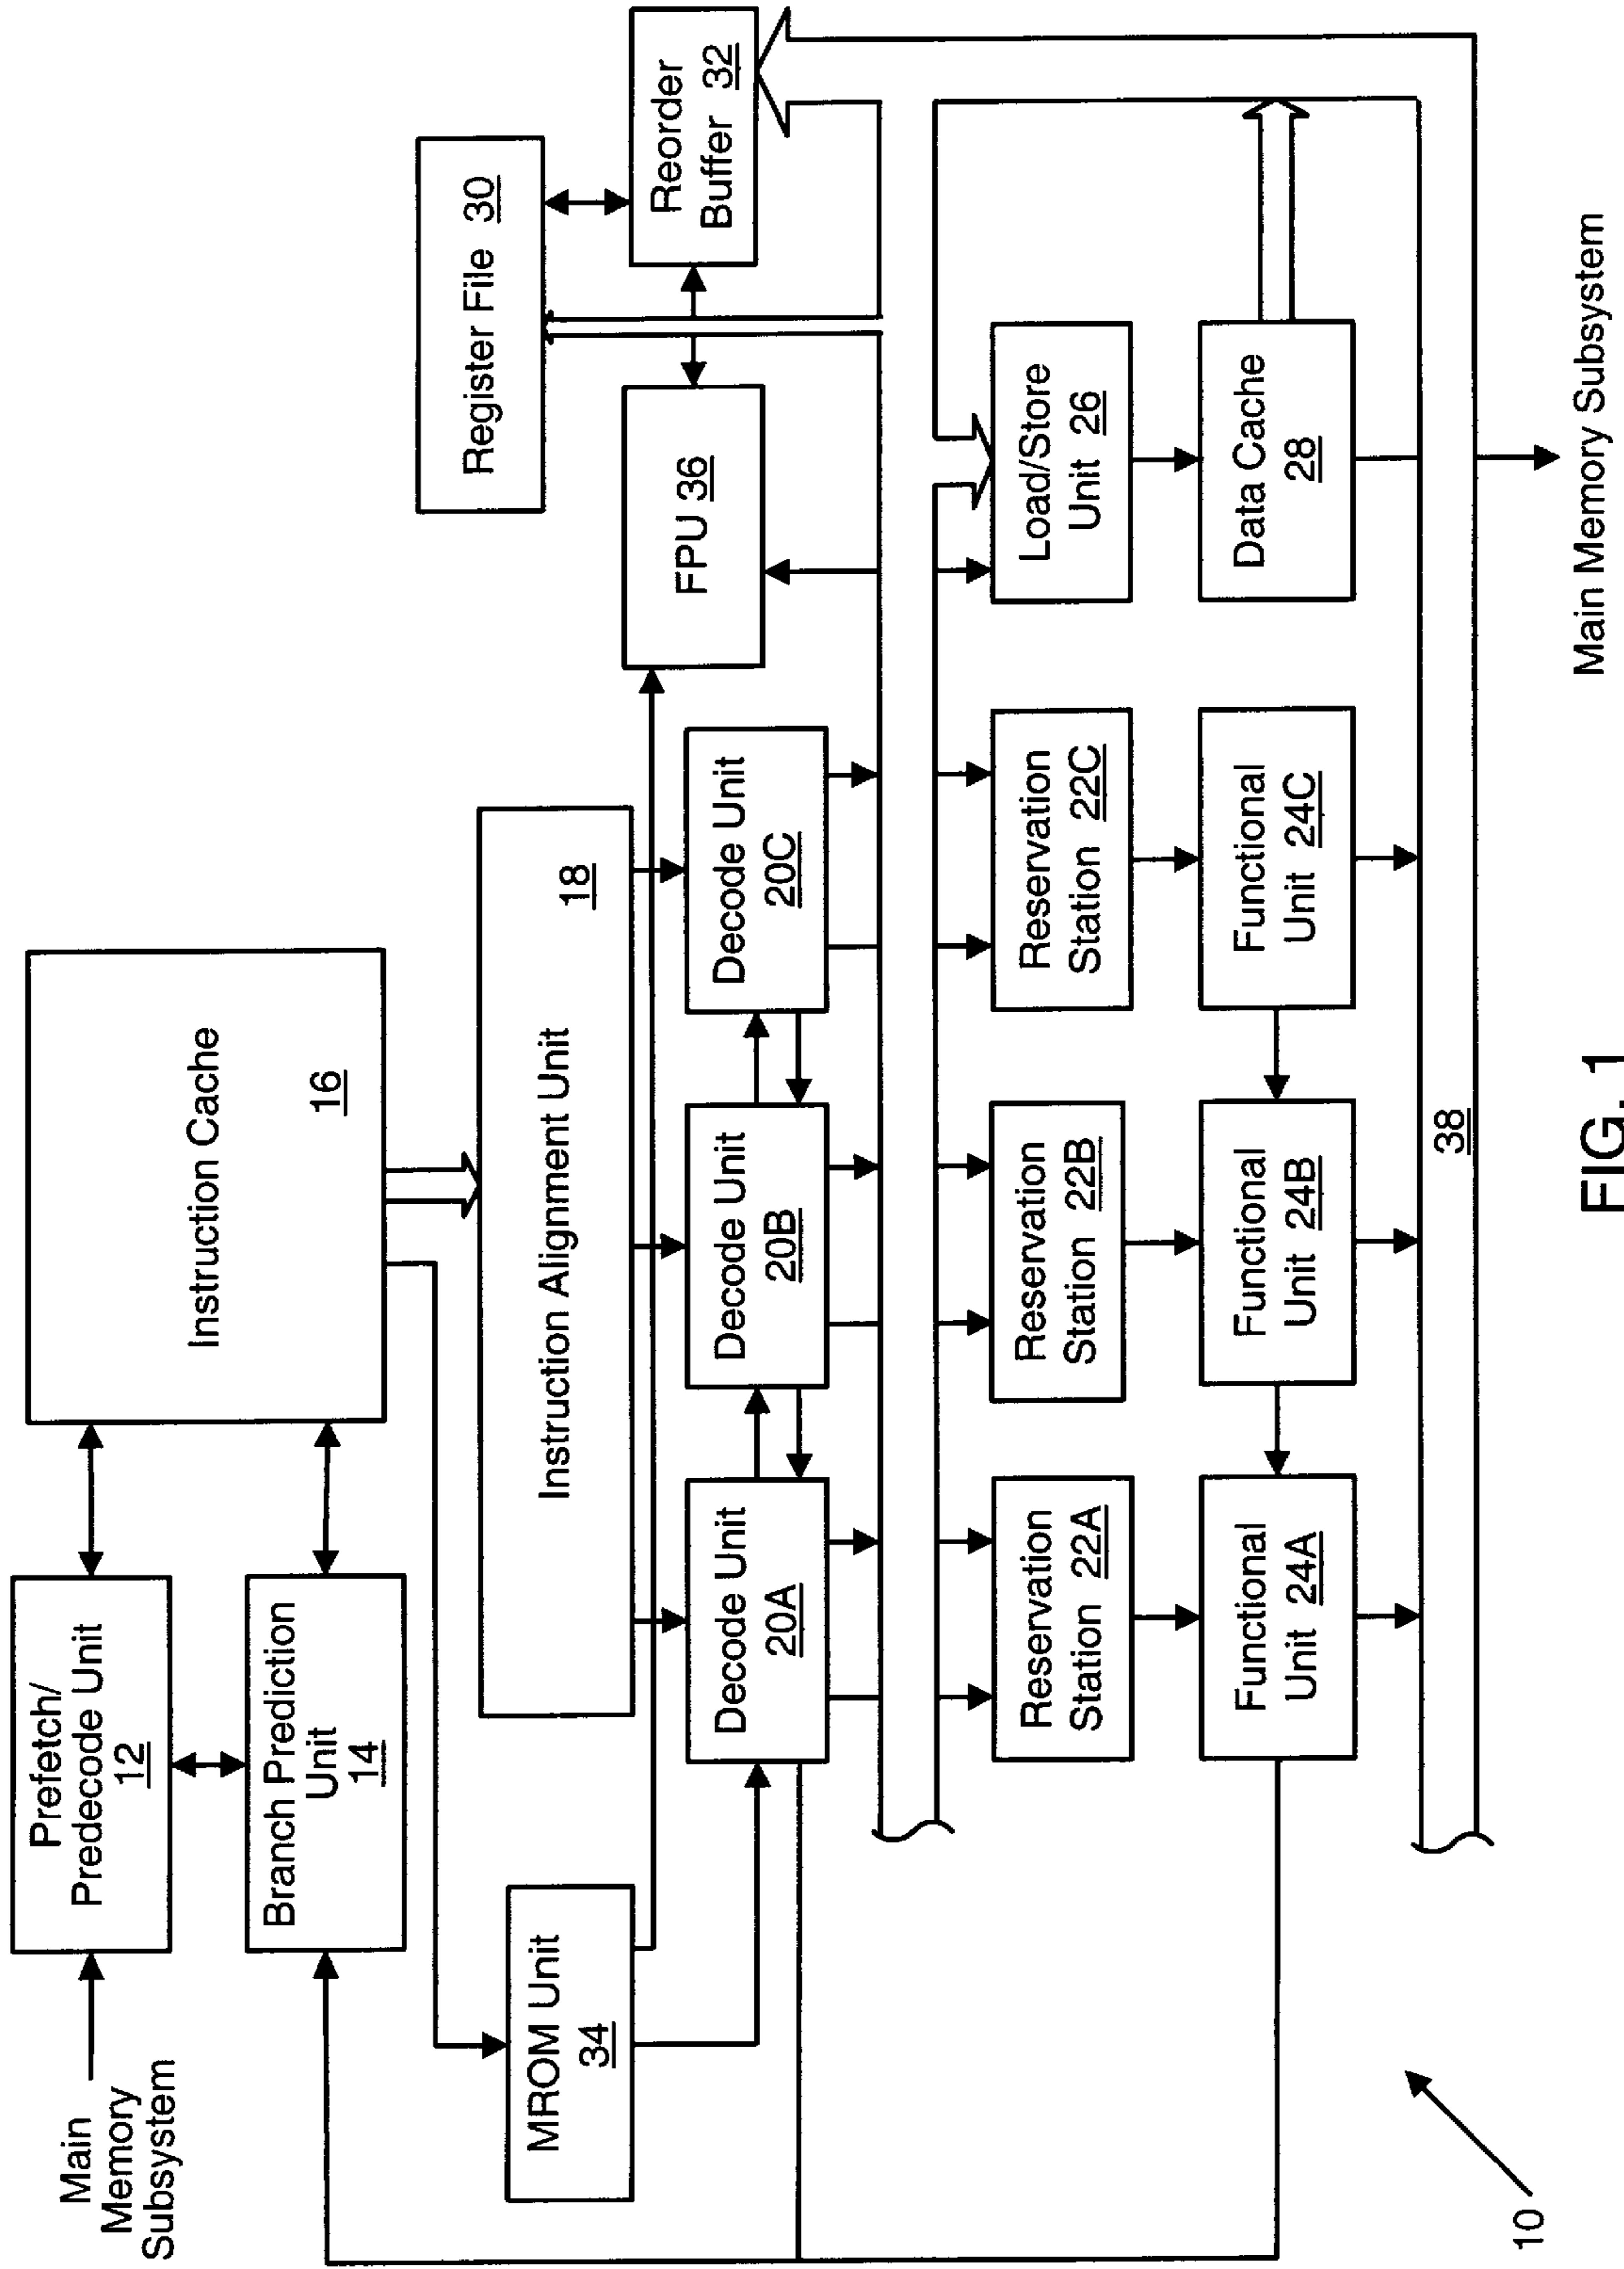 Main
Memory
Subsystem
Prefetch/
Predecode Unit
12
Branch Prediction
Unit
14
Instruction Cache
16
MROM Unit
34
Instruction Alignment Unit
18
Register File 30
FPU 36
Reorder
Buffer 32
Decode Unit
20A
Decode Unit
20B
Decode Unit
20C
Reservation
Station 22A
Reservation
Station 22B
Reservation
Station 22C
Load/Store
Unit 26
Functional
Unit 24A
Functional
Unit 24B
Functional
Unit 24C
Data Cache
28
38
10
Main Memory Subsystem
FIG. 1